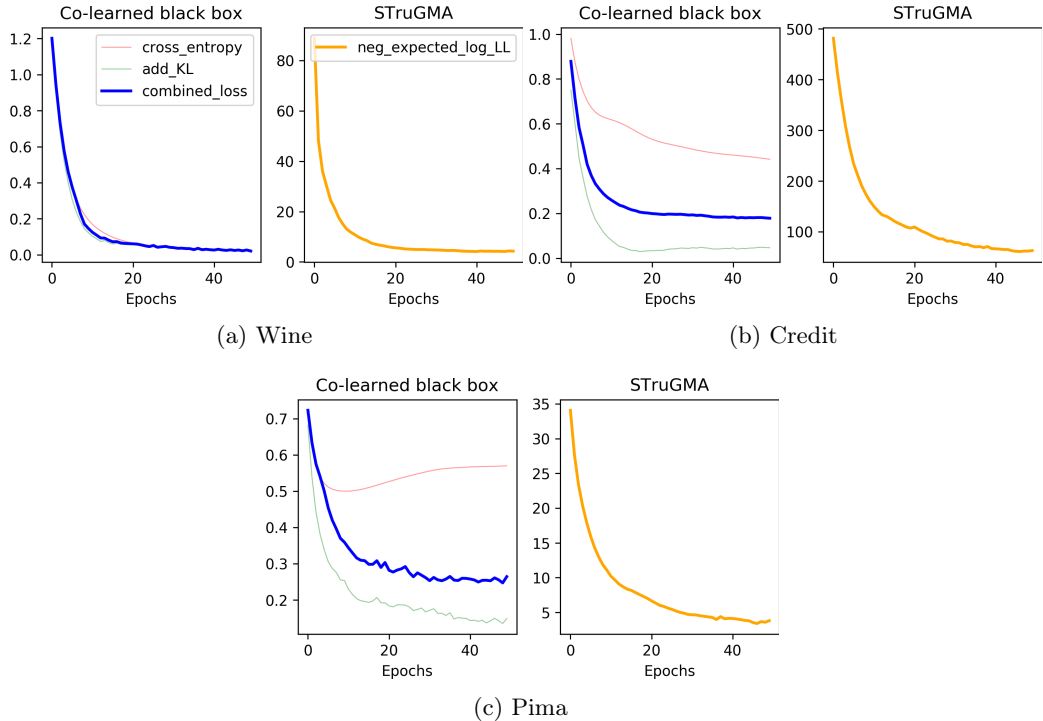 Co-learned black box
STruGMA
Co-learned black box
STruGMA
1.2
1.0
0.8
0.6
0.4
0.2
0.0
cross_entropy
add_KL
combined_loss
0 20 40
Epochs
80
60
40
20
0
neg_expected_log_LL
0 20 40
Epochs
1.0
0.8
0.6
0.4
0.2
0.0
0 20 40
Epochs
500
400
300
200
100
0 20 40
Epochs
(a) Wine
(b) Credit
Co-learned black box
STruGMA
0.7
0.6
0.5
0.4
0.3
0.2
0 20 40
Epochs
35
30
25
20
15
10
5
0 20 40
Epochs
(c) Pima